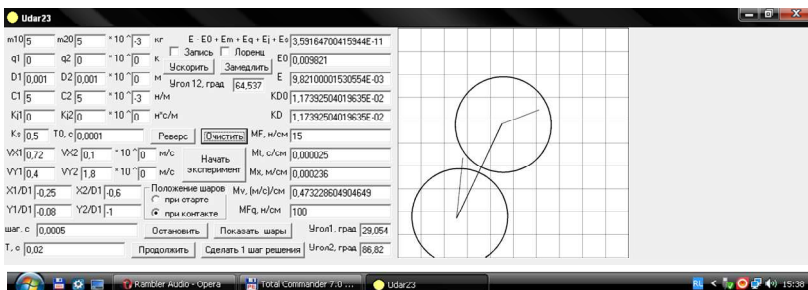 Udar23
m10 5 m20 5 * 10 ^ -3 кг E - E0 + Em + Eq + Ej + Es 3,59164700415944E-11
q1 0 q2 0 * 10 ^ 0 К Запись Лоренц E0 0,009821
Ускорить Замедлить
D1 0,001 D2 0,001 * 10 ^ 0 м Угол 12, град 64,537 E 9,82100001530554E-03
C1 5 C2 5 * 10 ^ -3 н/м KD0 1,17392504019635E-02
Kj1 0 Kj2 0 * 10 ^ 0 н*с/м KD 1,17392504019635E-02
Ks 0,5 T0, с 0,0001 Реверс Очистить MF, н/см 15
VX1 0,72 VX2 0,1 * 10 ^ 0 м/с Начать эксперимент Mt, с/см 0,000025
VY1 0,4 VY2 1,8 * 10 ^ 0 м/с Mx, м/см 0,000236
X1/D1 -0,25 X2/D1 -0,6 Положение шаров Mv, (м/с)/см 0,473228604904649
при старте
Y1/D1 -0.08 Y2/D1 -1 при контакте MFq, н/см 100
шаг, с 0,0005 Остановить Показать шары Угол1, град 29,054
T, с 0,02 Продолжить Сделать 1 шаг решения Угол2, град 86,82
Rambler Audio - Opera Total Commander 7.0 ... Udar23 RL 15:38